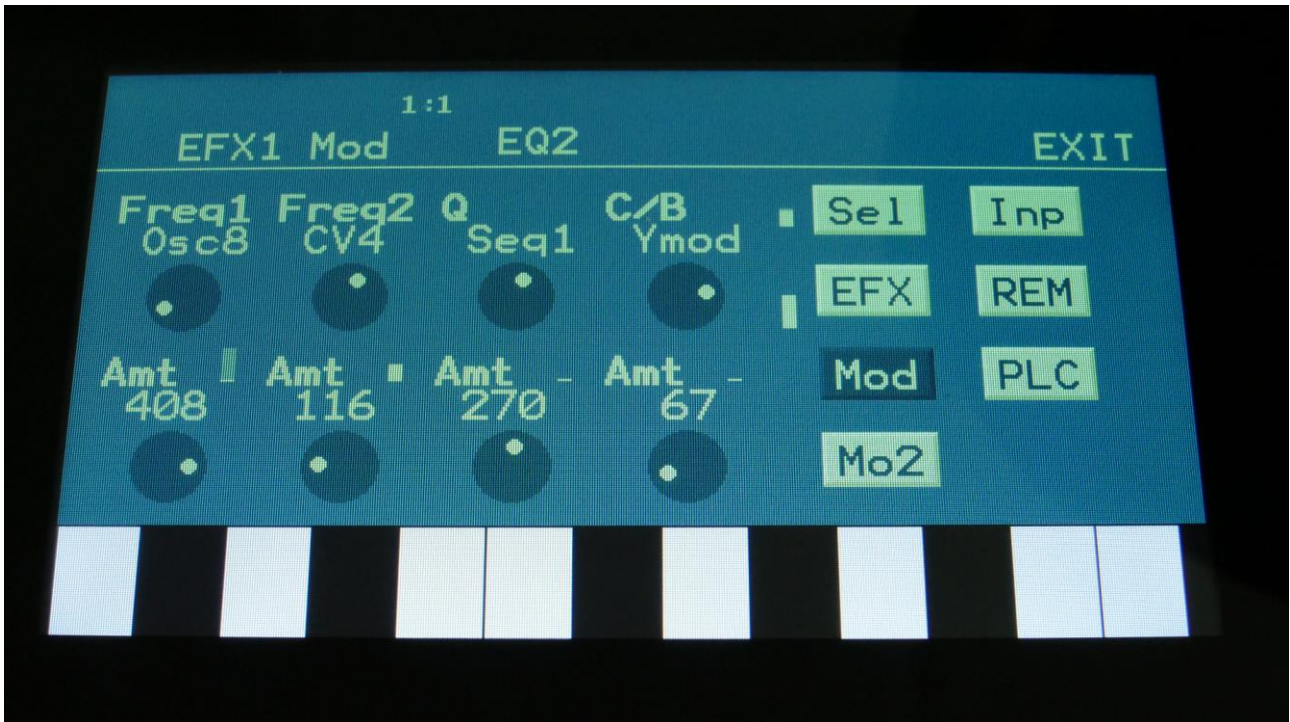 1:1
EFX1 Mod EQ2 EXIT
Freq1 Freq2 Q C/B Sel Inp
Osc8 CV4 Seq1 Ymod
EFX REM
Amt Amt Amt Amt Mod PLC
408 116 270 67
Mo2